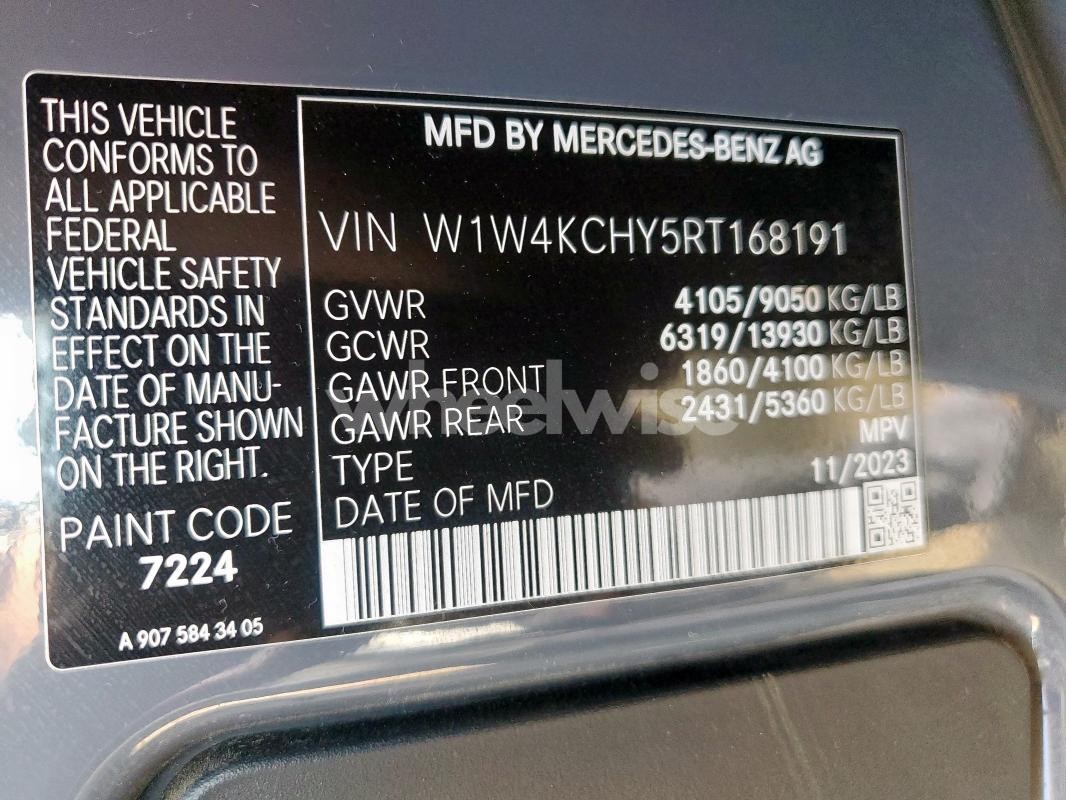 THIS VEHICLE
CONFORMS TO
ALL APPLICABLE
FEDERAL
VEHICLE SAFETY
STANDARDS IN
EFFECT ON THE
DATE OF MANU-
FACTURE SHOWN
ON THE RIGHT.
PAINT CODE
7224
A 907 584 34 05
MFD BY MERCEDES-BENZ AG
VIN W1W4KCHY5RT168191
GVWR 4105/9050 KG/LB
GCWR 6319/13930 KG/LB
GAWR FRONT 1860/4100 KG/LB
GAWR REAR 2431/5360 KG/LB
TYPE MPV
DATE OF MFD 11/2023
wheelwise